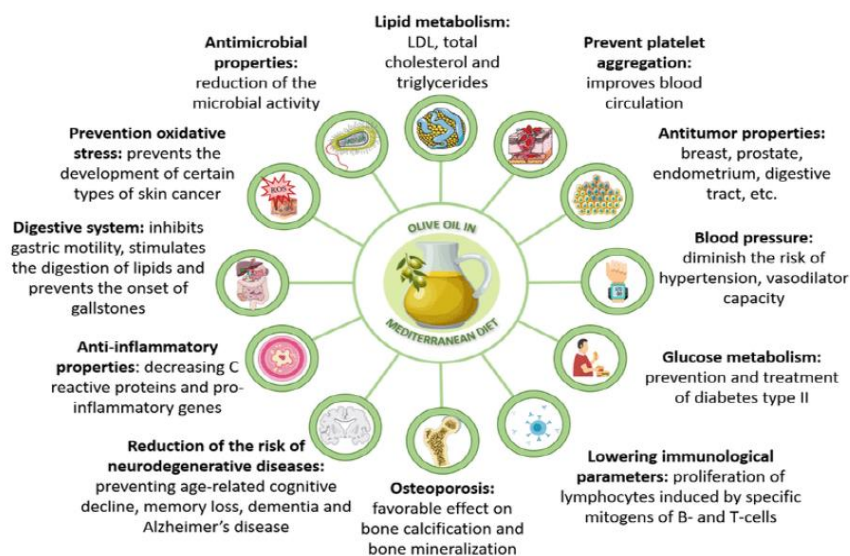 Lipid metabolism:
LDL, total
cholesterol and
triglycerides
Prevent platelet
aggregation:
improves blood
circulation
Antitumor properties:
breast, prostate,
endometrium, digestive
tract, etc.
Blood pressure:
diminish the risk of
hypertension, vasodilator
capacity
Glucose metabolism:
prevention and treatment
of diabetes type II
Lowering immunological
parameters: proliferation of
lymphocytes induced by specific
mitogens of B- and T-cells
Osteoporosis:
favorable effect on
bone calcification and
bone mineralization
Reduction of the risk of
neurodegenerative diseases:
preventing age-related cognitive
decline, memory loss, dementia and
Alzheimer's disease
Anti-inflammatory
properties: decreasing C
reactive proteins and pro-
inflammatory genes
Digestive system: inhibits
gastric motility, stimulates
the digestion of lipids and
prevents the onset of
gallstones
Prevention oxidative
stress: prevents the
development of certain
types of skin cancer
Antimicrobial
properties:
reduction of the
microbial activity
ROS
OLIVE OIL IN
MEDITERRANEAN DIET